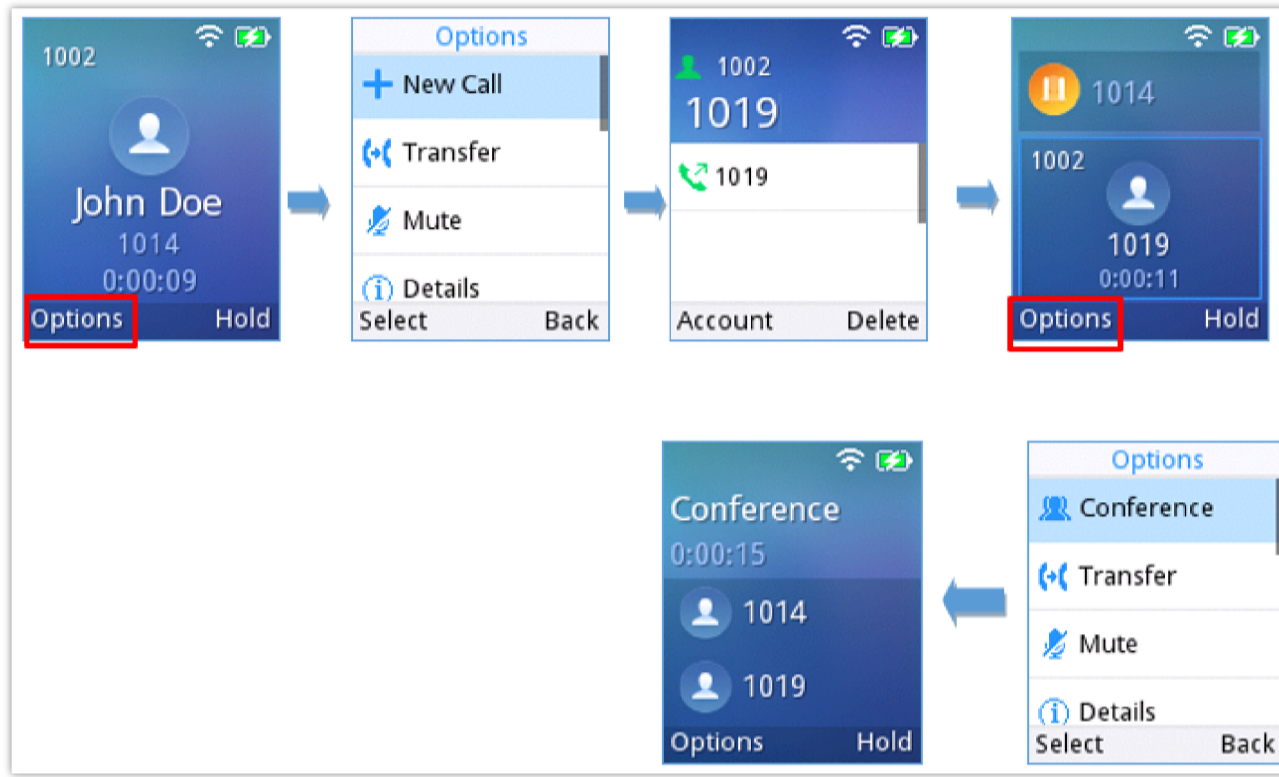 1002
John Doe
1014
0:00:09
Options Hold
Options
New Call
Transfer
Mute
Details
Select Back
1002
1019
1019
Account Delete
1014
1002
1019
0:00:11
Options Hold
Conference
0:00:15
1014
1019
Options Hold
Options
Conference
Transfer
Mute
Details
Select Back